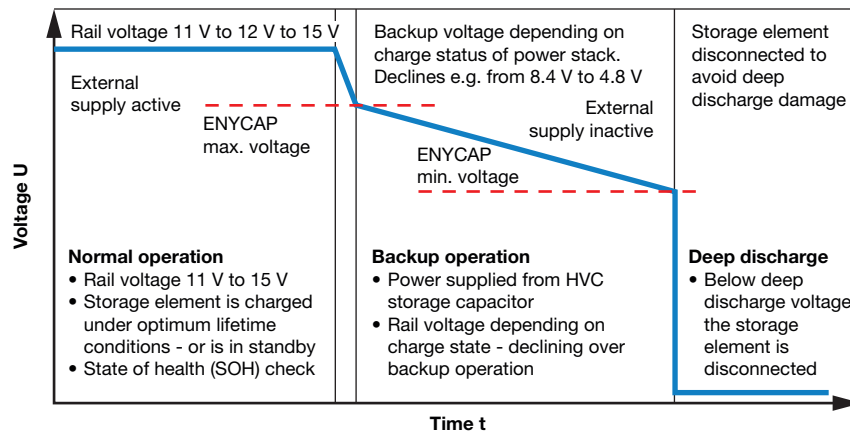 Rail voltage 11 V to 12 V to 15 V
External
supply active
ENYCAP
max. voltage
Backup voltage depending on
charge status of power stack.
Declines e.g. from 8.4 V to 4.8 V
External
supply inactive
ENYCAP
min. voltage
Storage element
disconnected to
avoid deep
discharge damage
Voltage U
Normal operation
• Rail voltage 11 V to 15 V
• Storage element is charged
under optimum lifetime
conditions - or is in standby
• State of health (SOH) check
Backup operation
• Power supplied from HVC
storage capacitor
• Rail voltage depending on
charge state - declining over
backup operation
Deep discharge
• Below deep
discharge voltage
the storage
element is
disconnected
Time t